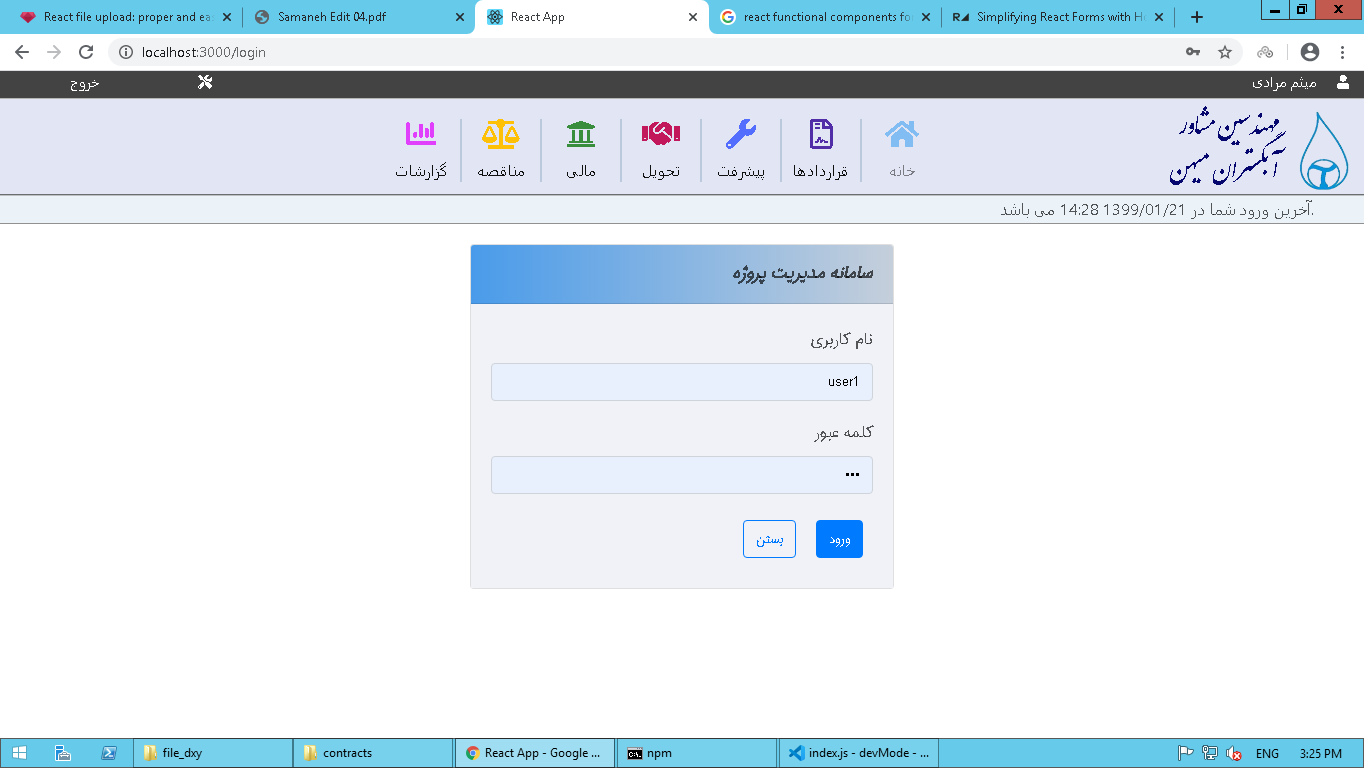 React file upload: proper and eas
Samaneh Edit 04.pdf
React App
react functional components fo
Simplifying React Forms with H
localhost:3000/login
میثم مرادی
خروج
مهندسین مشاور
آبگستران میهن
خانه
قراردادها
پیشرفت
تحویل
مالی
مناقصه
گزارشات
آخرین ورود شما در 1399/01/21 14:28 می باشد.
سامانه مدیریت پروژه
نام کاربری
user1
کلمه عبور
ورود
بستن
file_dxy
contracts
React App - Google ...
npm
index.js - devMode - ...
ENG
3:25 PM